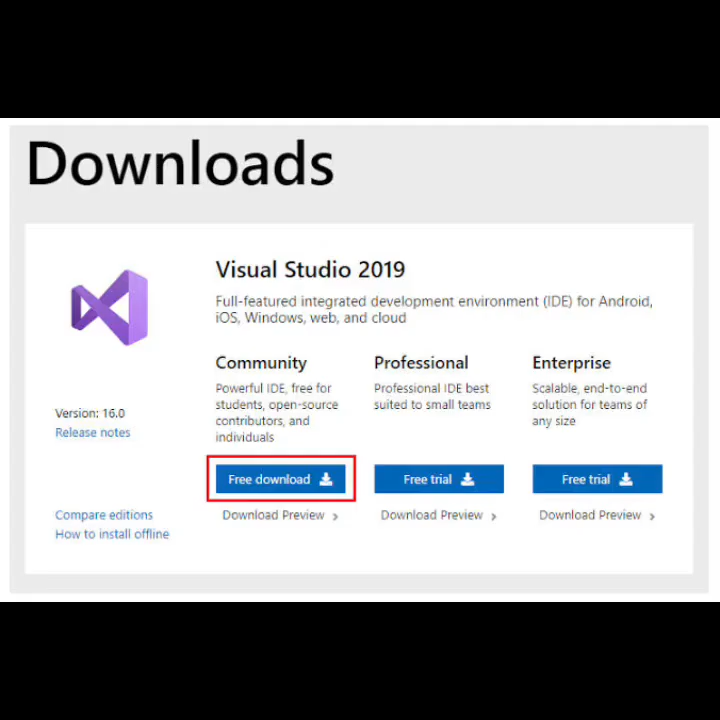 Downloads
Visual Studio 2019
Full-featured integrated development environment (IDE) for Android,
iOS, Windows, web, and cloud
Version: 16.0
Release notes
Compare editions
How to install offline
Community
Powerful IDE, free for
students, open-source
contributors, and
individuals
Free download
Download Preview
Professional
Professional IDE best
suited to small teams
Free trial
Download Preview
Enterprise
Scalable, end-to-end
solution for teams of
any size
Free trial
Download Preview